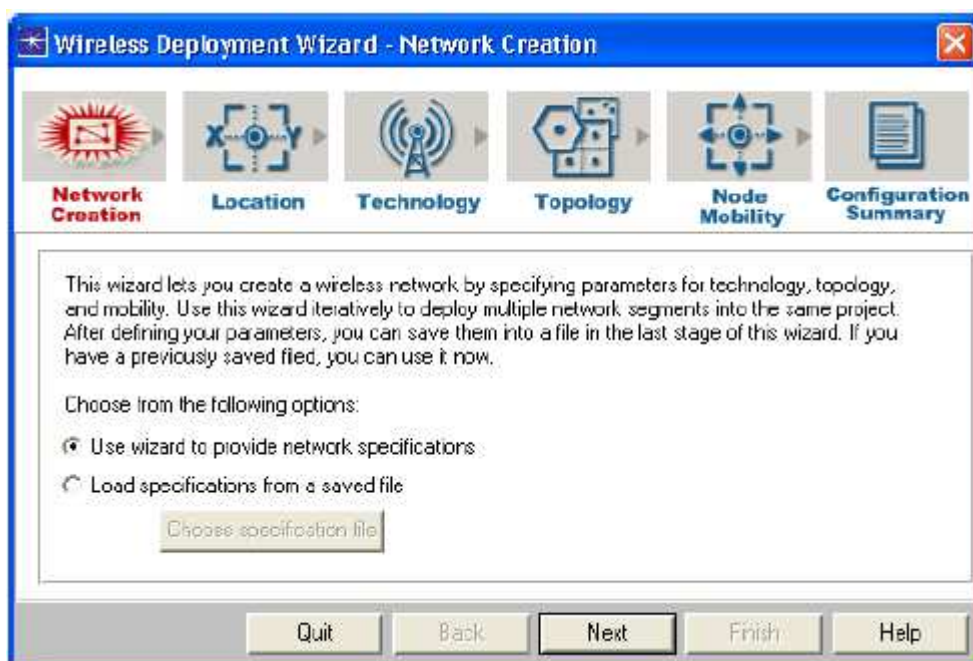 Wireless Deployment Wizard - Network Creation
X Y
Network Creation
Location
Technology
Topology
Node Mobility
Configuration Summary
This wizard lets you create a wireless network by specifying parameters for technology, topology,
and mobility. Use this wizard iteratively to deploy multiple network segments into the same project.
After defining your parameters, you can save them into a file in the last stage of this wizard. If you
have a previously saved filed, you can use it now.
Choose from the following options:
Use wizard to provide network specifications
Load specifications from a saved file
Choose specification file
Quit Back Next Finish Help